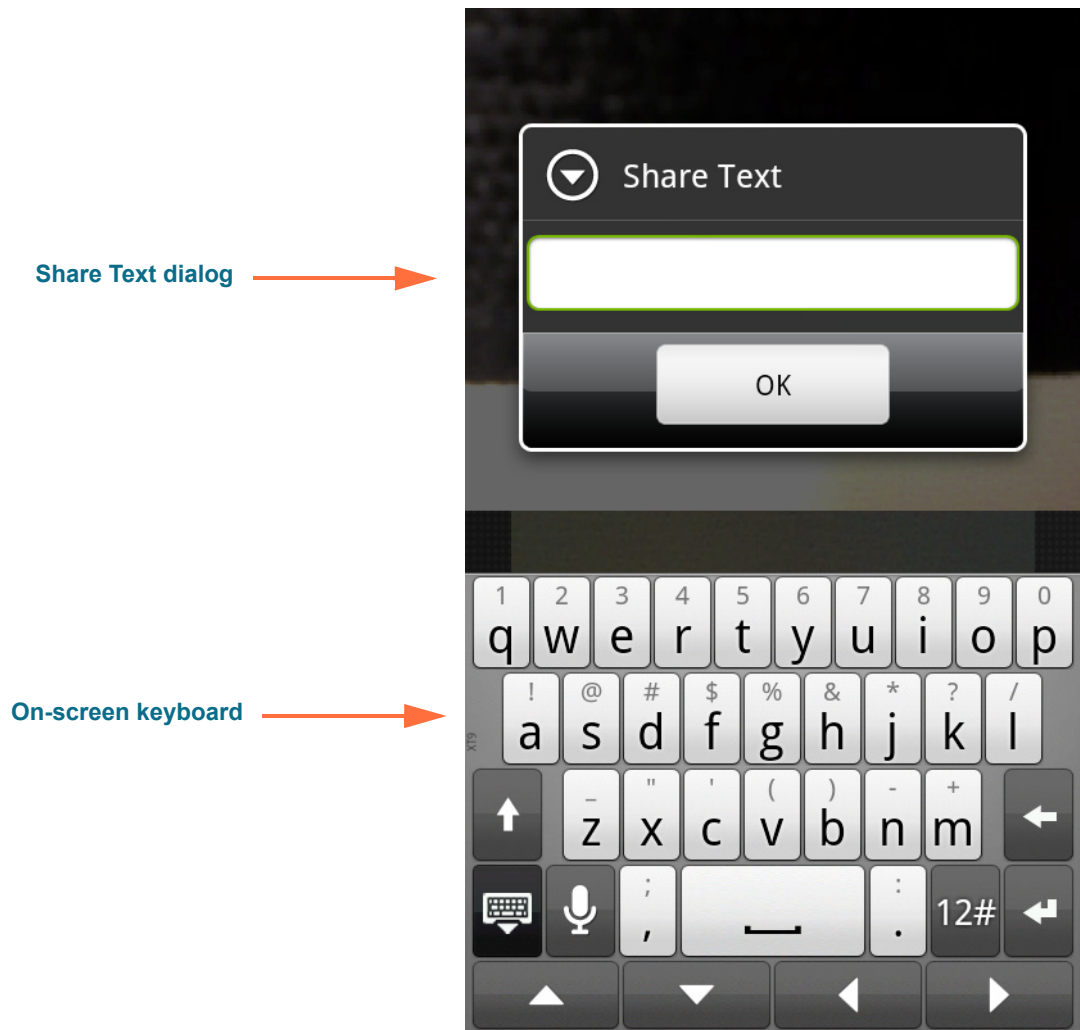 Share Text
Share Text dialog
OK
1 2 3 4 5 6 7 8 9 0
q w e r t y u i o p
! @ # $ % & * ? /
On-screen keyboard
a s d f g h j k l
XT9
_ " ' ( ) - +
z x c v b n m
; :
, . 12#